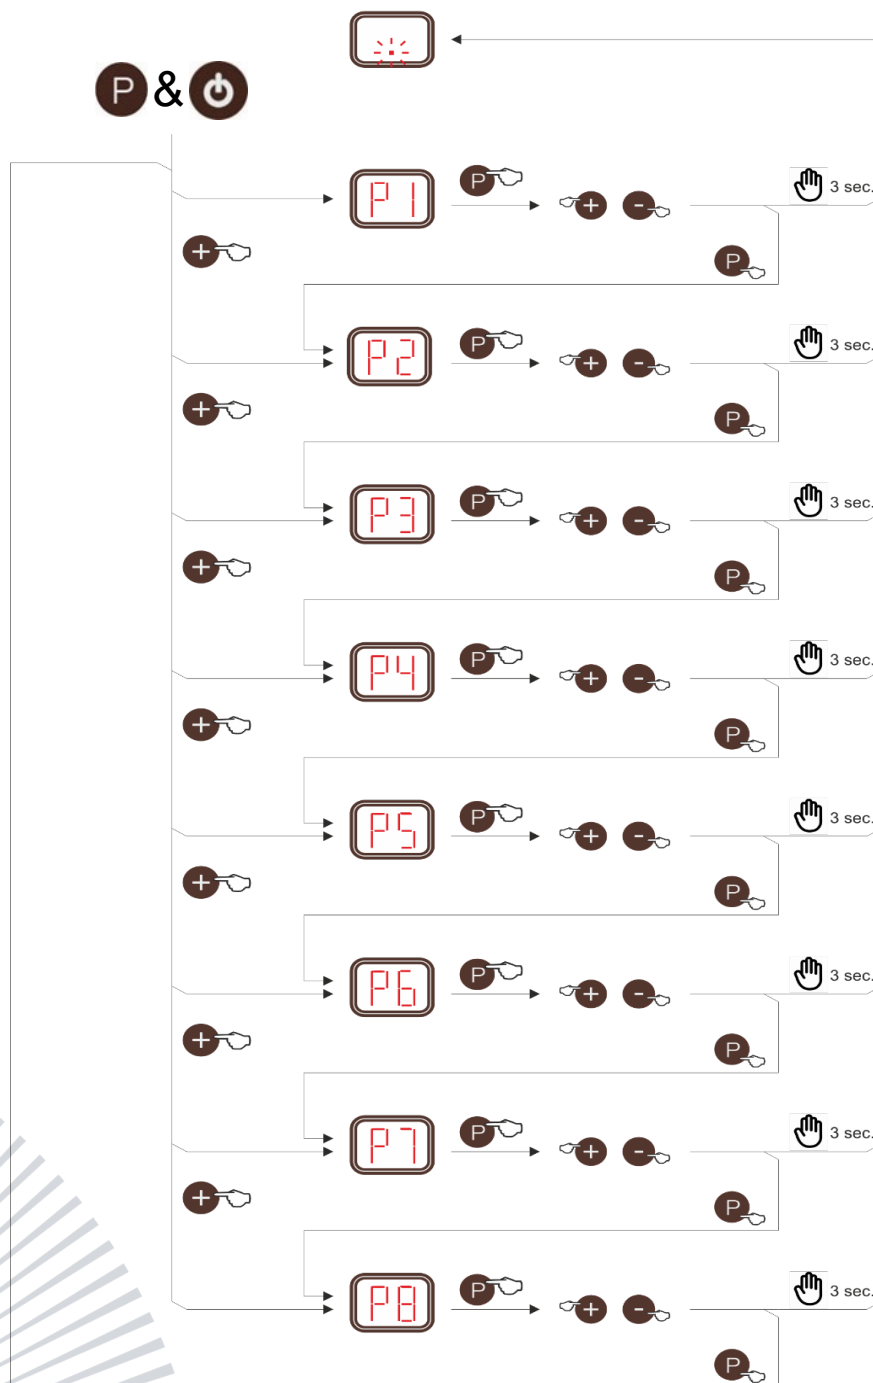 P & 
P1 P + - 3 sec.
+ P
P2 P + - 3 sec.
+ P
P3 P + - 3 sec.
+ P
P4 P + - 3 sec.
+ P
P5 P + - 3 sec.
+ P
P6 P + - 3 sec.
+ P
P7 P + - 3 sec.
+ P
P8 P + - 3 sec.
P